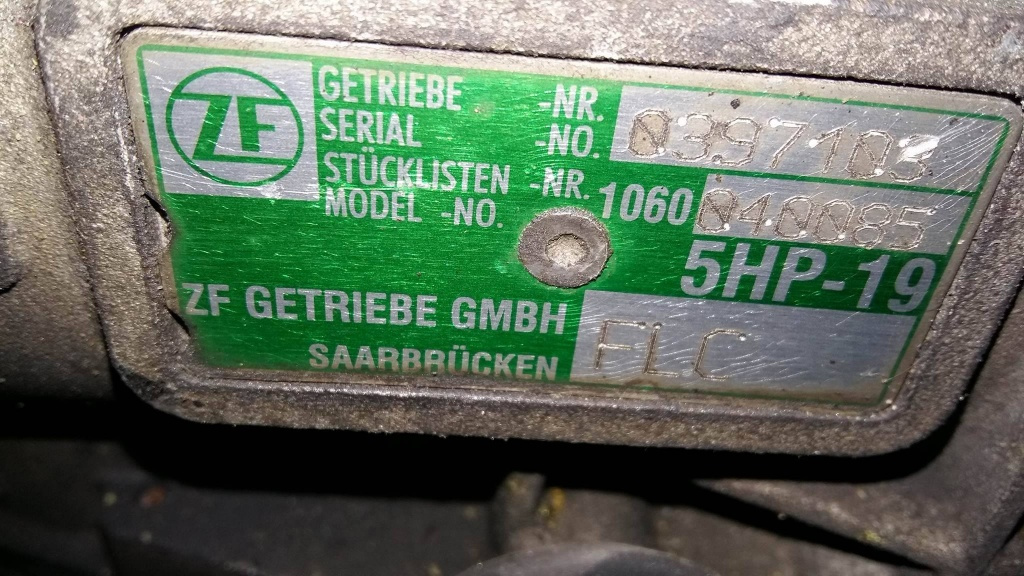 ZF
GETRIEBE -NR. 0397103
SERIAL -NO.
STÜCKLISTEN -NR. 1060 040085
MODEL -NO.
5HP-19
ZF GETRIEBE GMBH
SAARBRÜCKEN FLC